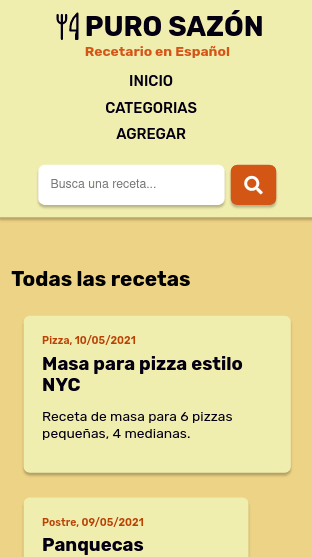 PURO SAZÓN
Recetario en Español
INICIO
CATEGORIAS
AGREGAR
Busca una receta...
Todas las recetas
Pizza, 10/05/2021
Masa para pizza estilo
NYC
Receta de masa para 6 pizzas
pequeñas, 4 medianas.
Postre, 09/05/2021
Panquecas